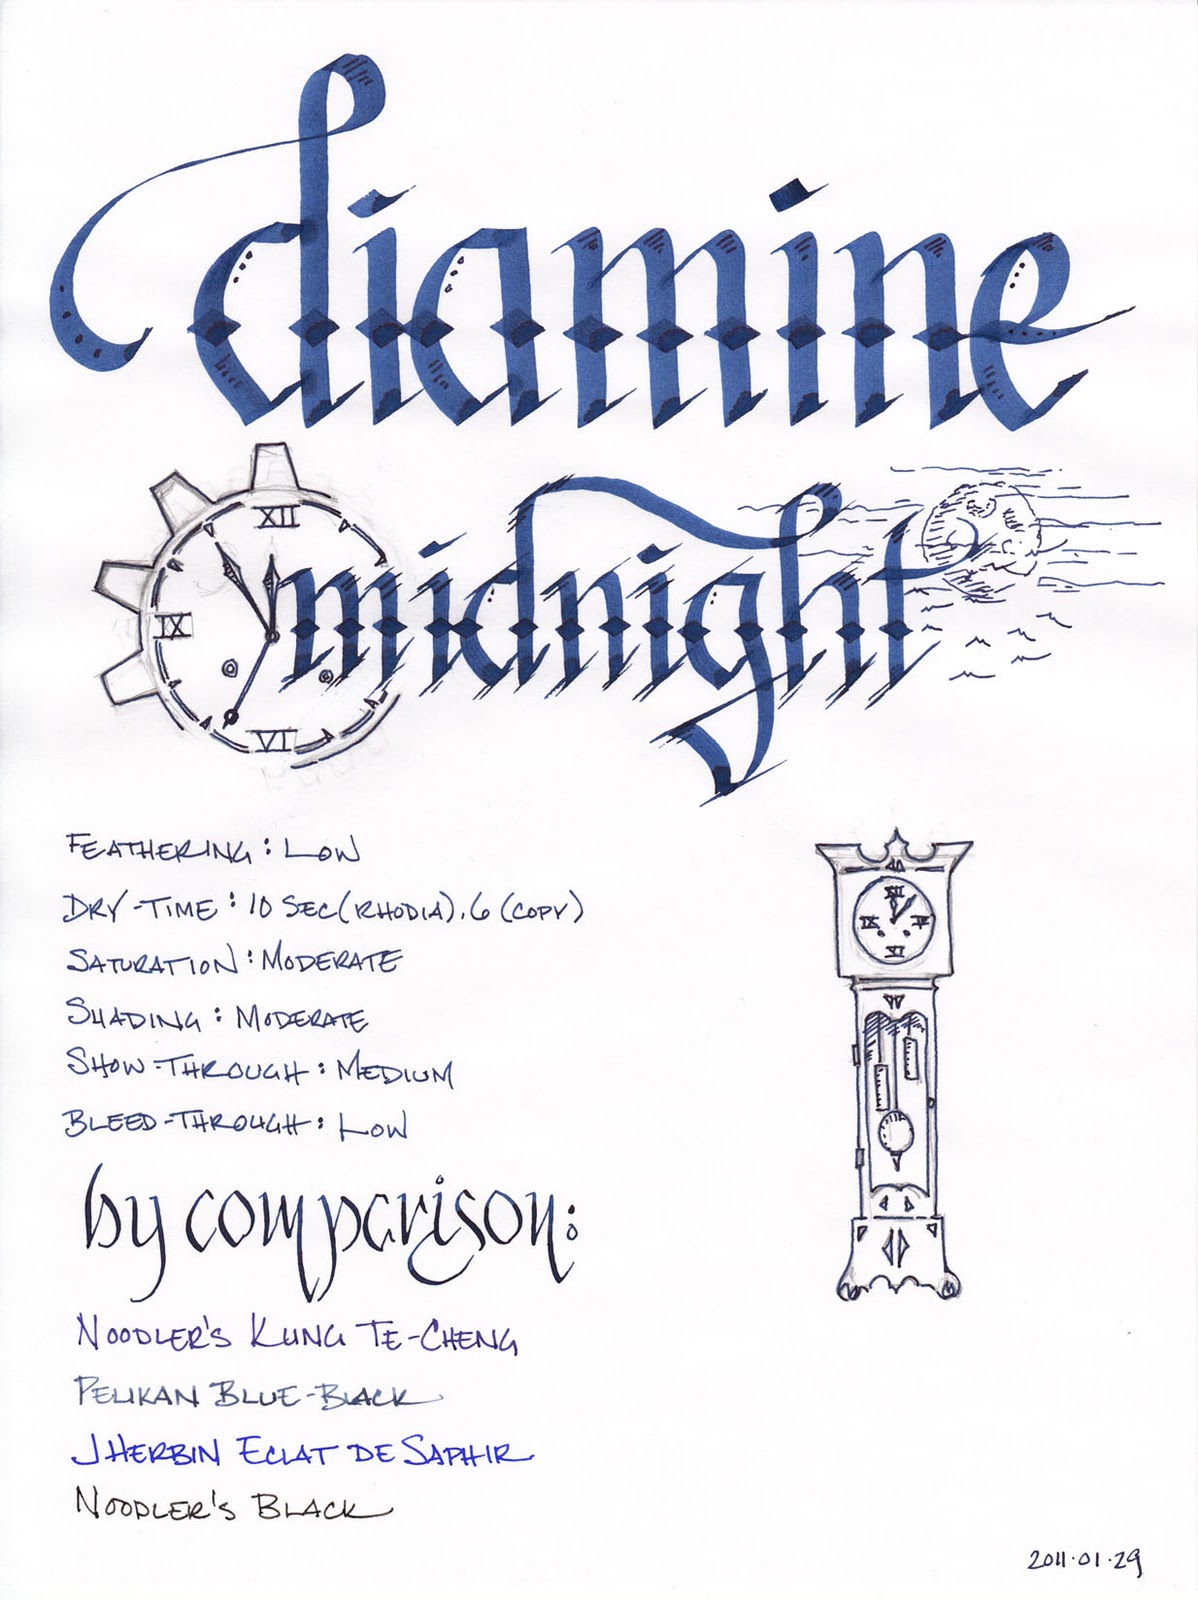 diamine
XII
midnight
IX
VI
FEATHERING: LOW
DRY-TIME: 10 SEC(RHODIA).6 (COPY)
SATURATION: MODERATE
SHADING: MODERATE
SHOW-THROUGH: MEDIUM
BLEED-THROUGH: LOW
XII
IX
VI
by comparison:
NOODLER'S KUNG TE-CHENG
PELIKAN BLUE-BLACK
J HERBIN ECLAT DE SAPHIR
NOODLER'S BLACK
2011.01.29